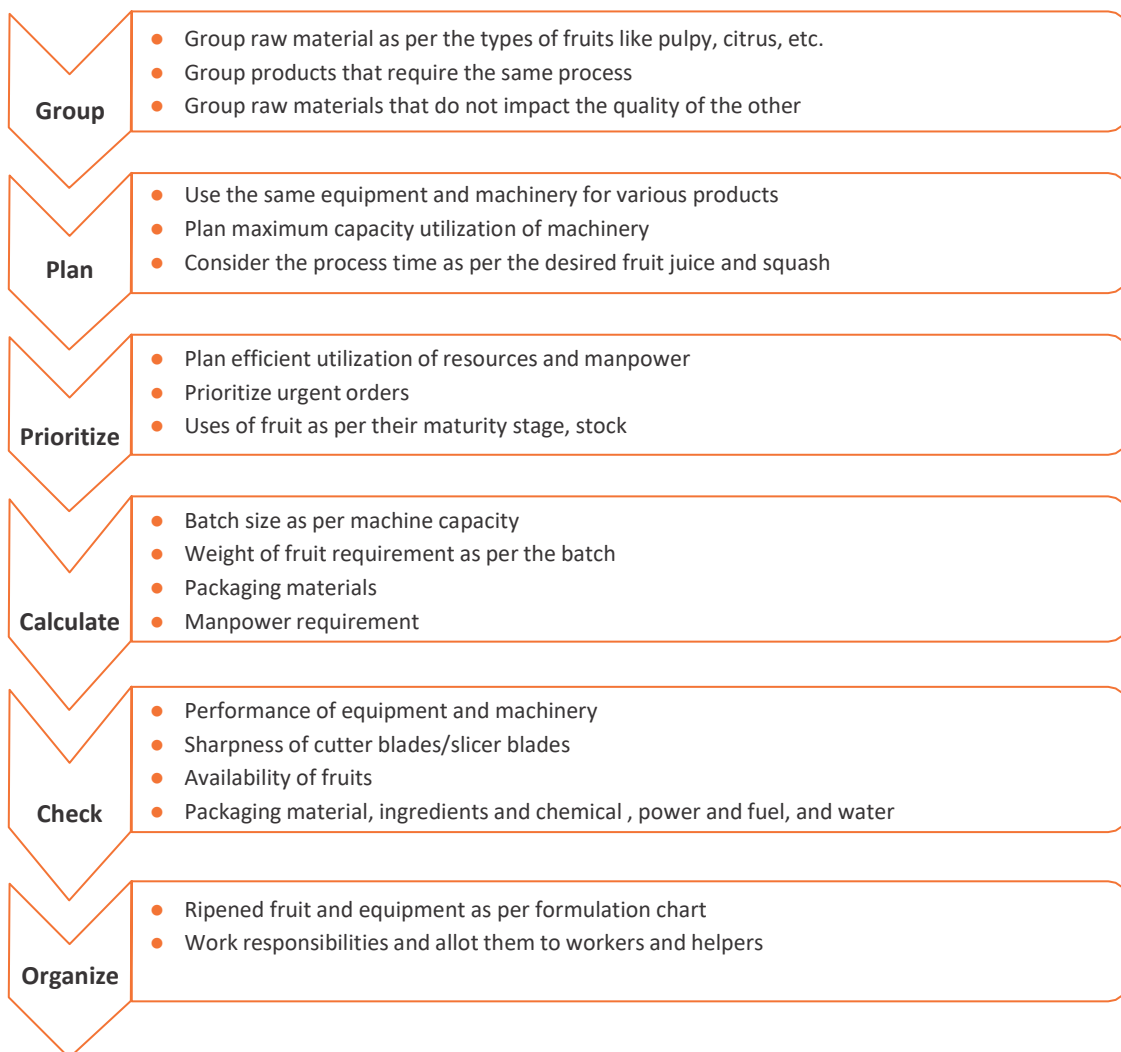 Group
Group raw material as per the types of fruits like pulpy, citrus, etc.
Group products that require the same process
Group raw materials that do not impact the quality of the other
Plan
Use the same equipment and machinery for various products
Plan maximum capacity utilization of machinery
Consider the process time as per the desired fruit juice and squash
Prioritize
Plan efficient utilization of resources and manpower
Prioritize urgent orders
Uses of fruit as per their maturity stage, stock
Calculate
Batch size as per machine capacity
Weight of fruit requirement as per the batch
Packaging materials
Manpower requirement
Check
Performance of equipment and machinery
Sharpness of cutter blades/slicer blades
Availability of fruits
Packaging material, ingredients and chemical , power and fuel, and water
Organize
Ripened fruit and equipment as per formulation chart
Work responsibilities and allot them to workers and helpers